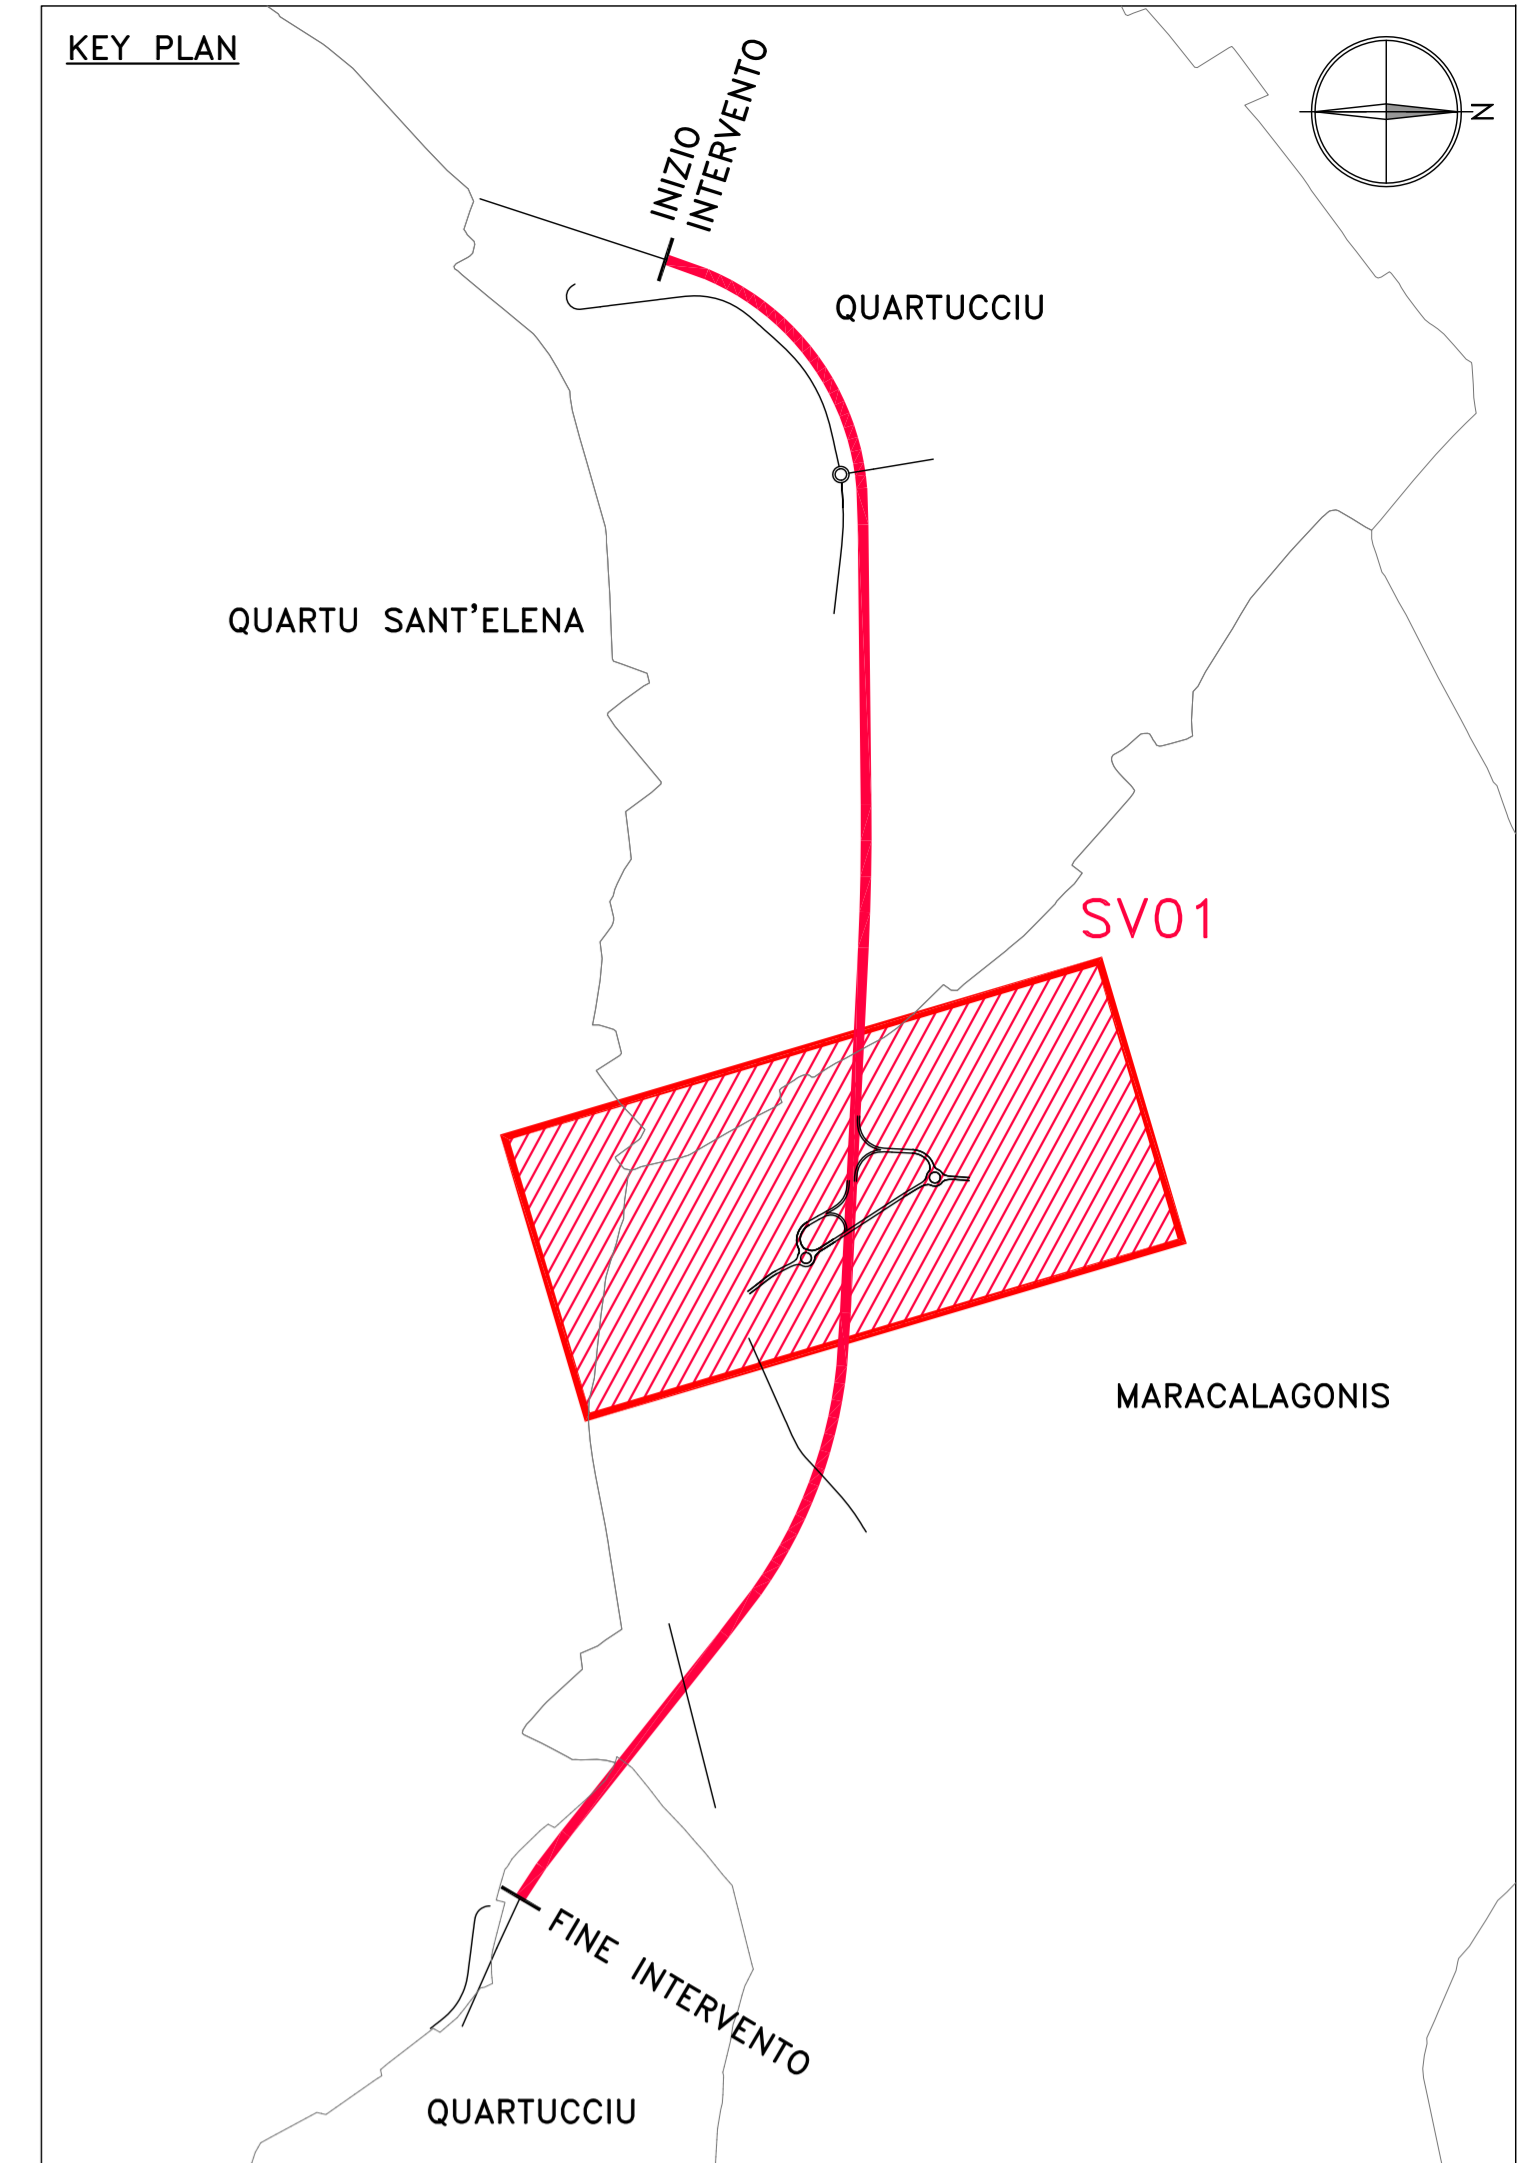 KEY PLAN
N
INIZIO
INTERVENTO
QUARTUCCIU
QUARTU SANT'ELENA
SV01
MARACALAGONIS
FINE INTERVENTO
QUARTUCCIU